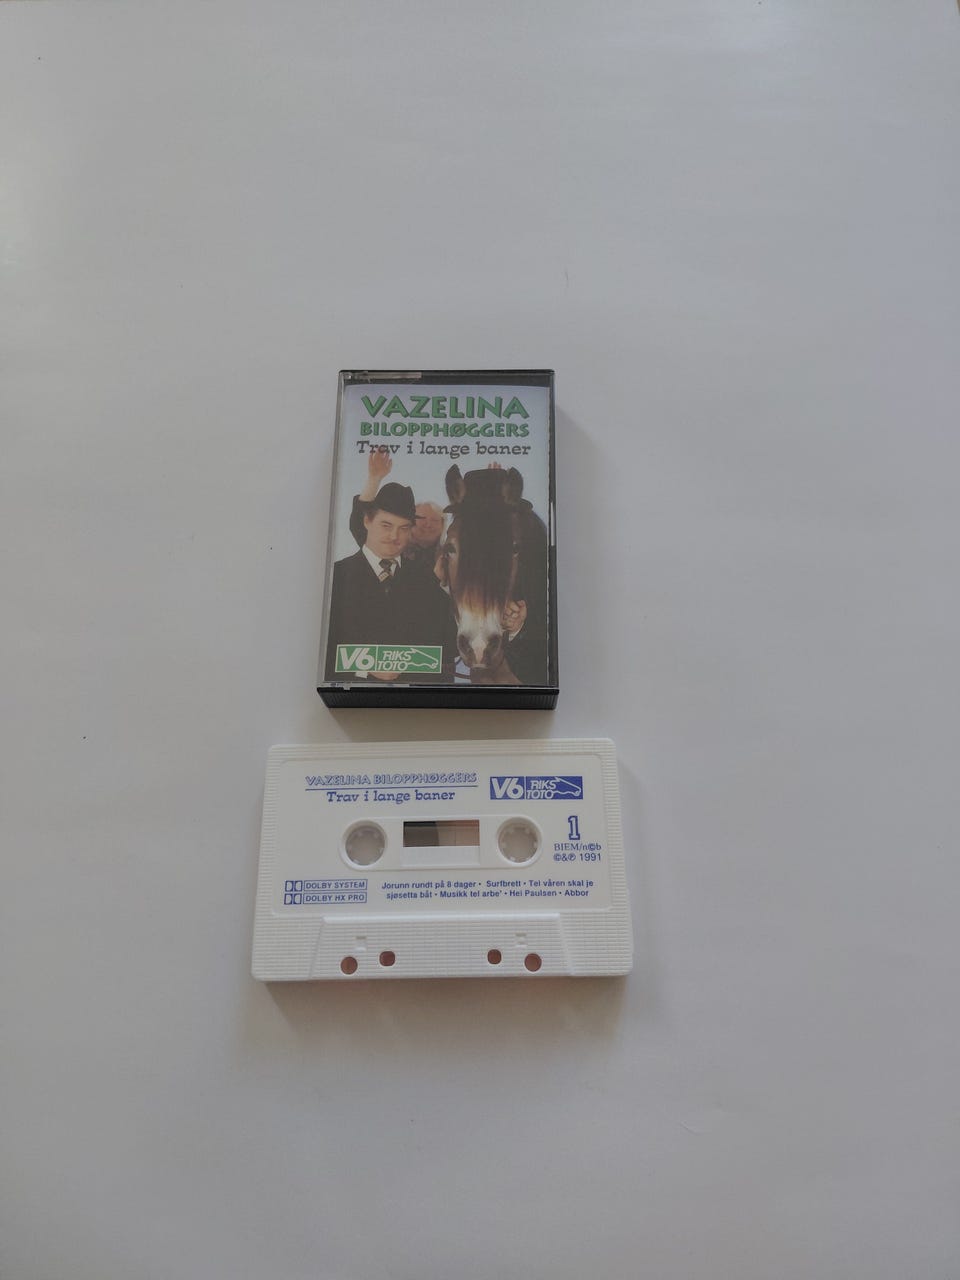 VAZELINA
BILOPPHØGGERS
Trav i lange baner
V6 RIKS
TOTO
VAZELINA BILOPPHØGGERS
Trav i lange baner
V6 RIKS
TOTO
1
BIEM/n©b
©&℗ 1991
DOLBY SYSTEM
DOLBY HX PRO
Jorunn rundt på 8 dager • Surfbrett • Tel våren skal je
sjøsetta båt • Musikk tel arbe' • Hei Paulsen • Abbor